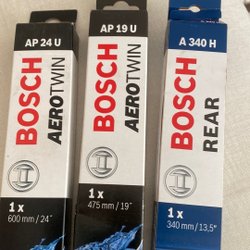 AP 24 U
BOSCH
AEROTWIN
1 x
600 mm / 24"
AP 19 U
BOSCH
AEROTWIN
1 x
475 mm / 19"
A 340 H
BOSCH
REAR
1 x
340 mm / 13,5"